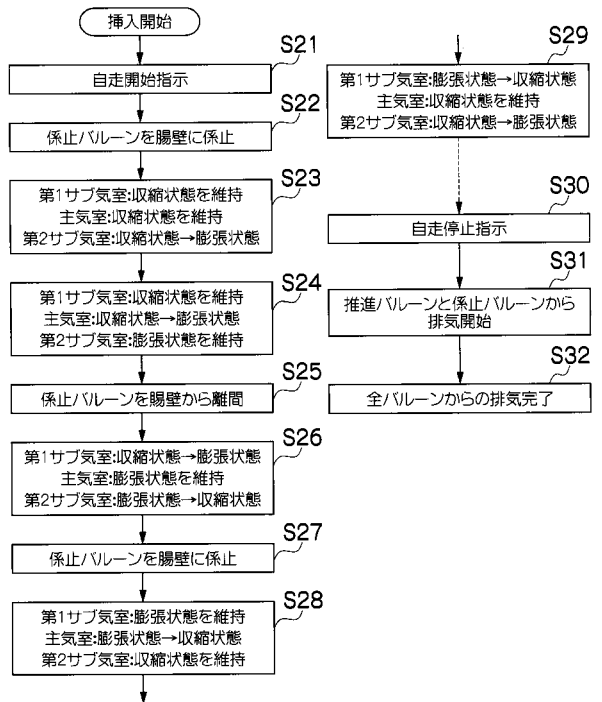 挿入開始
S21
自走開始指示
S22
係止バルーンを腸壁に係止
S23
第1サブ気室:収縮状態を維持
主気室:収縮状態を維持
第2サブ気室:収縮状態→膨張状態
S24
第1サブ気室:収縮状態を維持
主気室:収縮状態→膨張状態
第2サブ気室:膨張状態を維持
S25
係止バルーンを腸壁から離間
S26
第1サブ気室:収縮状態→膨張状態
主気室:膨張状態を維持
第2サブ気室:膨張状態→収縮状態
S27
係止バルーンを腸壁に係止
S28
第1サブ気室:膨張状態を維持
主気室:膨張状態→収縮状態
第2サブ気室:収縮状態を維持
S29
第1サブ気室:膨張状態→収縮状態
主気室:収縮状態を維持
第2サブ気室:収縮状態→膨張状態
S30
自走停止指示
S31
推進バルーンと係止バルーンから
排気開始
S32
全バルーンからの排気完了